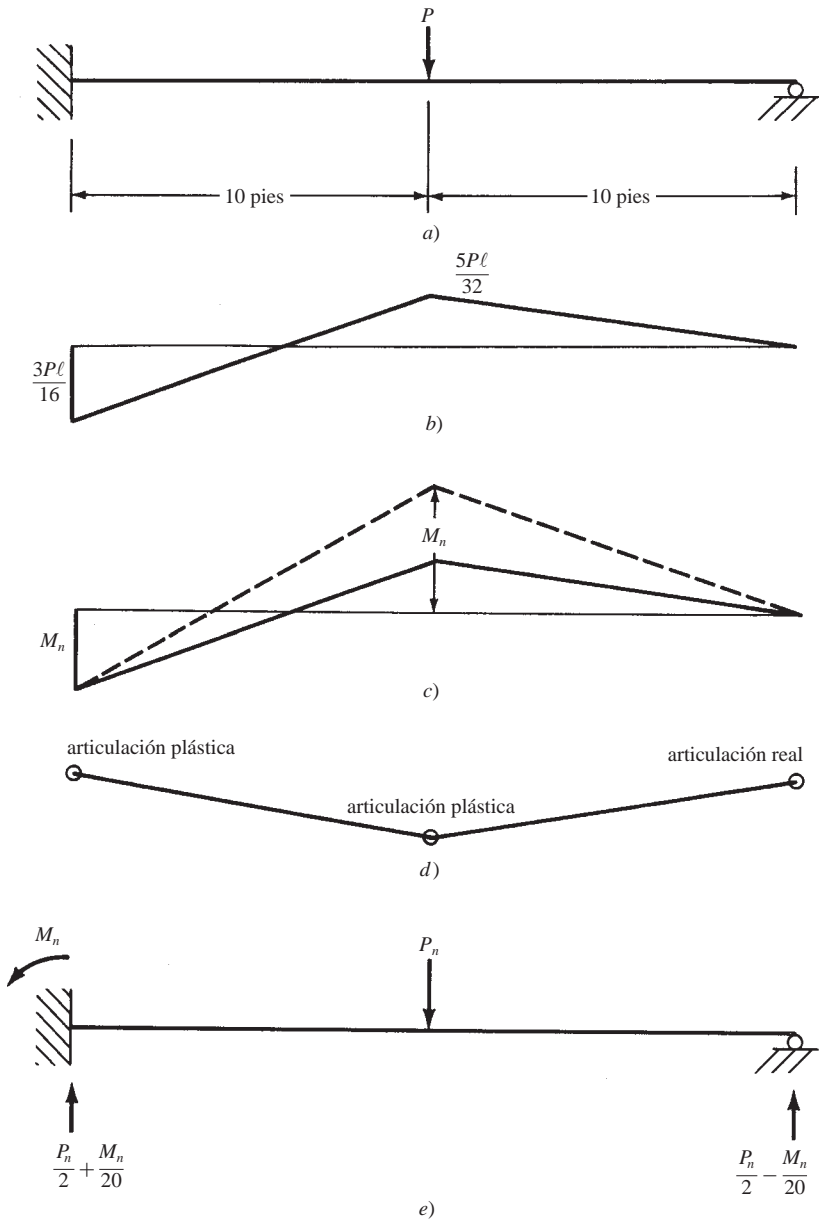 P
10 pies 10 pies
a)
5Pℓ/32
3Pℓ/16
b)
M_n
M_n
c)
articulación plástica
articulación real
articulación plástica
d)
M_n
P_n
P_n/2 + M_n/20
P_n/2 − M_n/20
e)